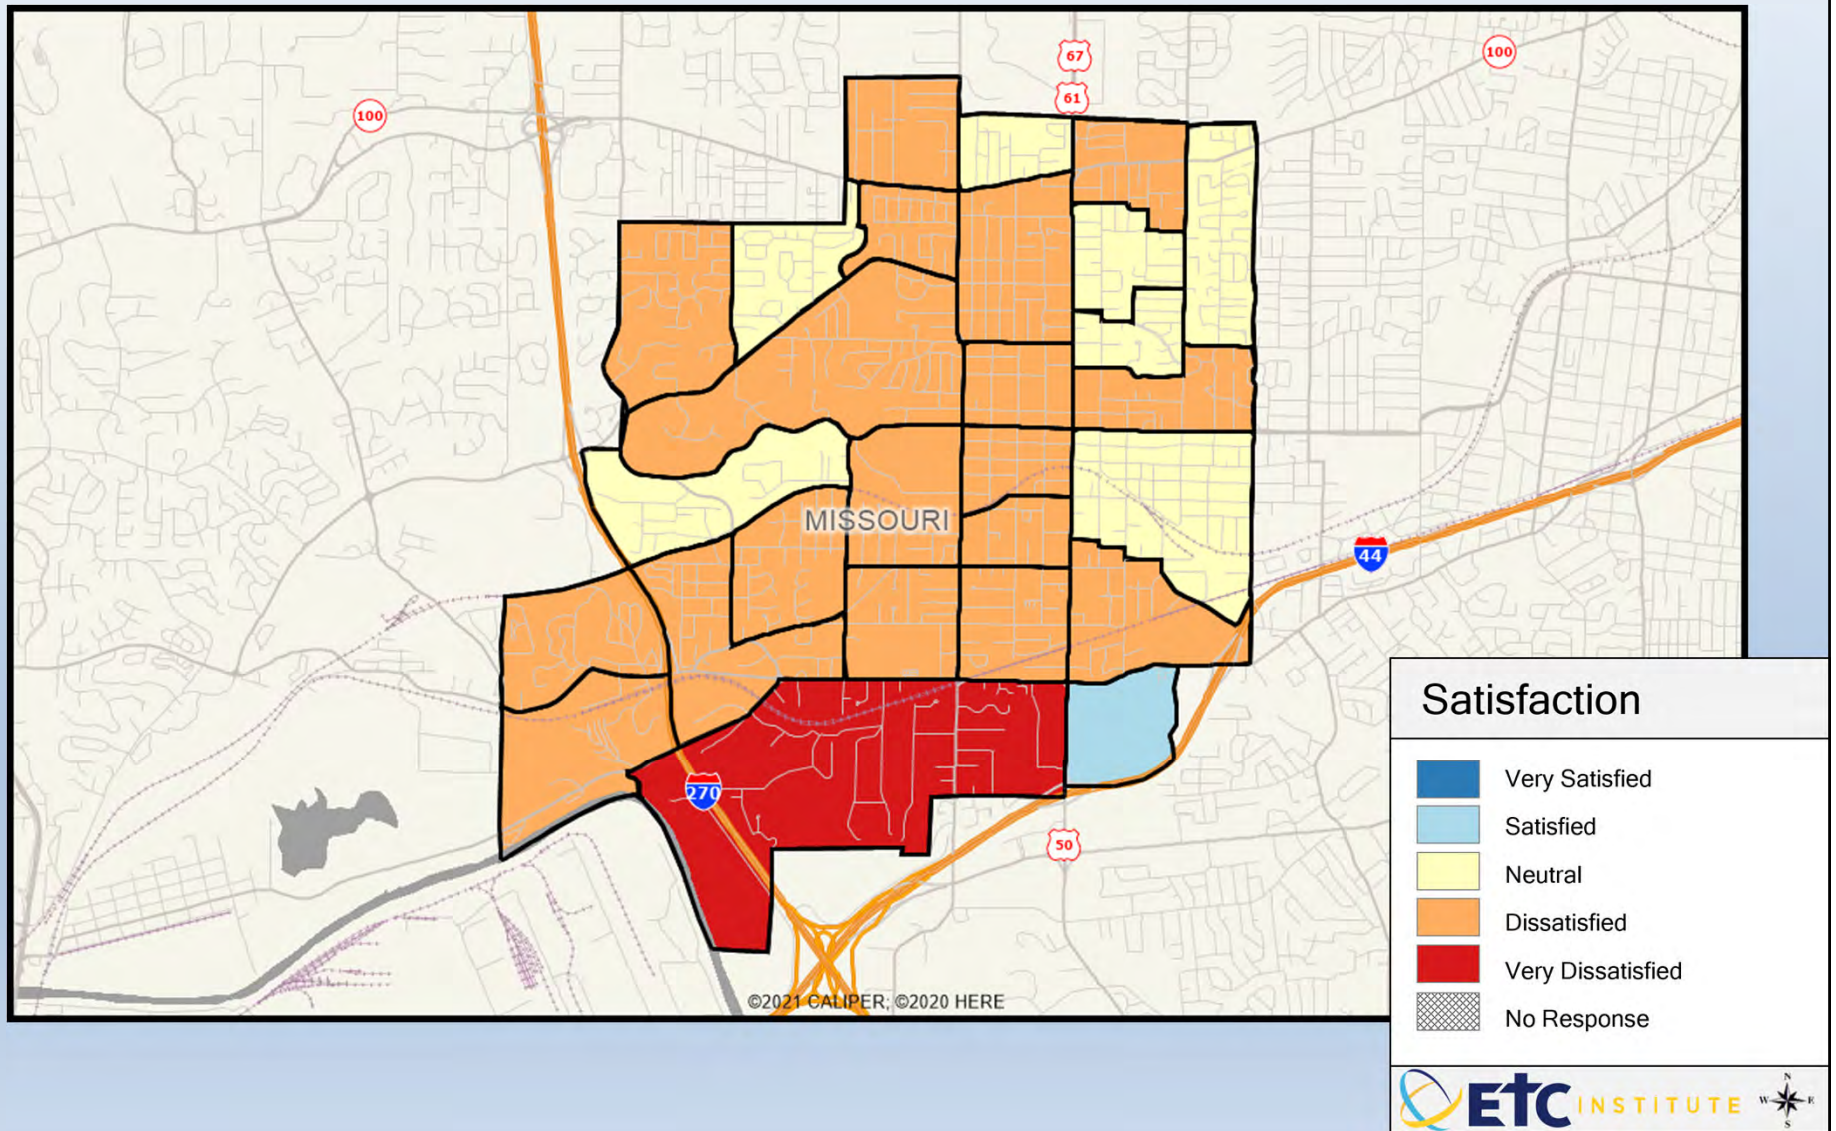 67
100
61
100
MISSOURI
44
270
50
©2021 CALIPER; ©2020 HERE
Satisfaction
Very Satisfied
Satisfied
Neutral
Dissatisfied
Very Dissatisfied
No Response
ETC INSTITUTE
N
W E
S